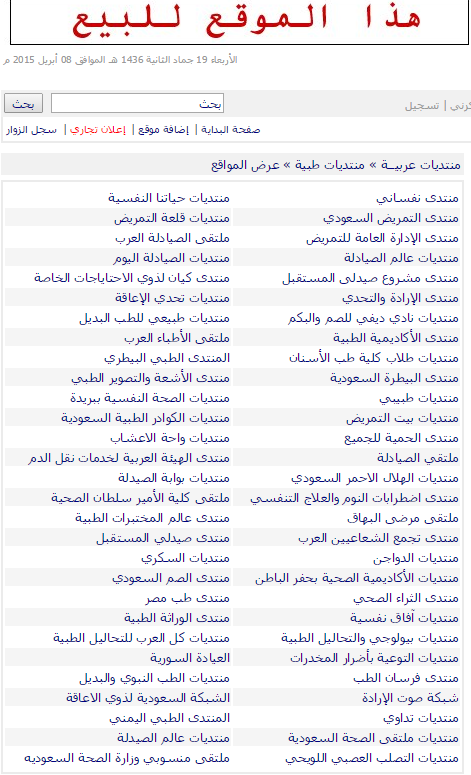 هذا الموقع للبيع
الأربعاء 19 جماد الثانية 1436 هـ الموافق 08 أبريل 2015 م
كرني | تسجيل
بحث بحث
صفحة البداية | إضافة موقع | إعلان تجاري | سجل الزوار
منتديات عربيــة » منتديات طبية » عرض المواقع
منتدى نفساني منتديات حياتنا النفسية
منتدى التمريض السعودي منتديات قلعة التمريض
منتدى الإدارة العامة للتمريض ملتقى الصيادلة العرب
منتديات عالم الصيادلة منتديات الصيادلة اليوم
منتدى مشروع صيدلي المستقبل منتدى كيان لذوي الاحتياجات الخاصة
منتدى الإرادة والتحدي منتديات تحدي الإعاقة
منتديات نادي ديفي للصم والبكم منتديات طبيعي للطب البديل
منتدى الأكاديمية الطبية ملتقى الأطباء العرب
منتديات طلاب كلية طب الأسنان المنتدى الطبي البيطري
منتدى البيطرة السعودية منتدى الأشعة والتصوير الطبي
منتديات طبيبي منتديات الصحة النفسية ببريدة
منتديات بيت التمريض منتديات الكوادر الطبية السعودية
منتدى الحمية للجميع منتديات واحة الاعشاب
ملتقي الصيادلة منتدى الهيئة العربية لخدمات نقل الدم
منتديات الهلال الاحمر السعودي منتديات بوابة الصيدلة
منتدى اضطرابات النوم والعلاج التنفسي ملتقى كلية الأمير سلطان الصحية
ملتقى مرضى البهاق منتدى عالم المختبرات الطبية
منتدى تجمع الشعاعيين العرب منتدى صيدلي المستقبل
منتديات الدواجن منتديات السكري
منتديات الأكاديمية الصحية بحفر الباطن منتدى الصم السعودي
منتدى الثراء الصحي منتدى طب مصر
منتديات آفاق نفسية منتدى الوراثة الطبية
منتديات بيولوجي والتحاليل الطبية منتديات كل العرب للتحاليل الطبية
منتديات التوعية بأضرار المخدرات العيادة السورية
منتدى فرسان الطب منتديات الطب النبوي والبديل
شبكة صوت الإرادة الشبكة السعودية لذوي الاعاقة
منتديات تداوي المنتدى الطبي اليمني
منتديات ملتقى الصحة السعودية منتديات عالم الصيدلة
منتديات التصلب العصبي اللويحي ملتقى منسوبي وزارة الصحة السعوديه